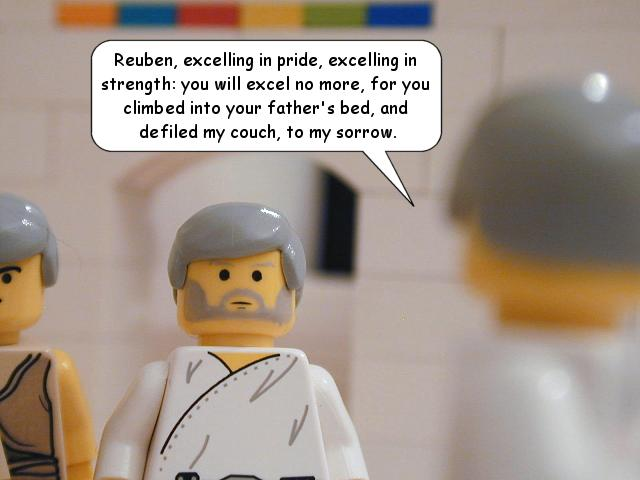 Reuben, excelling in pride, excelling in
strength: you will excel no more, for you
climbed into your father's bed, and
defiled my couch, to my sorrow.